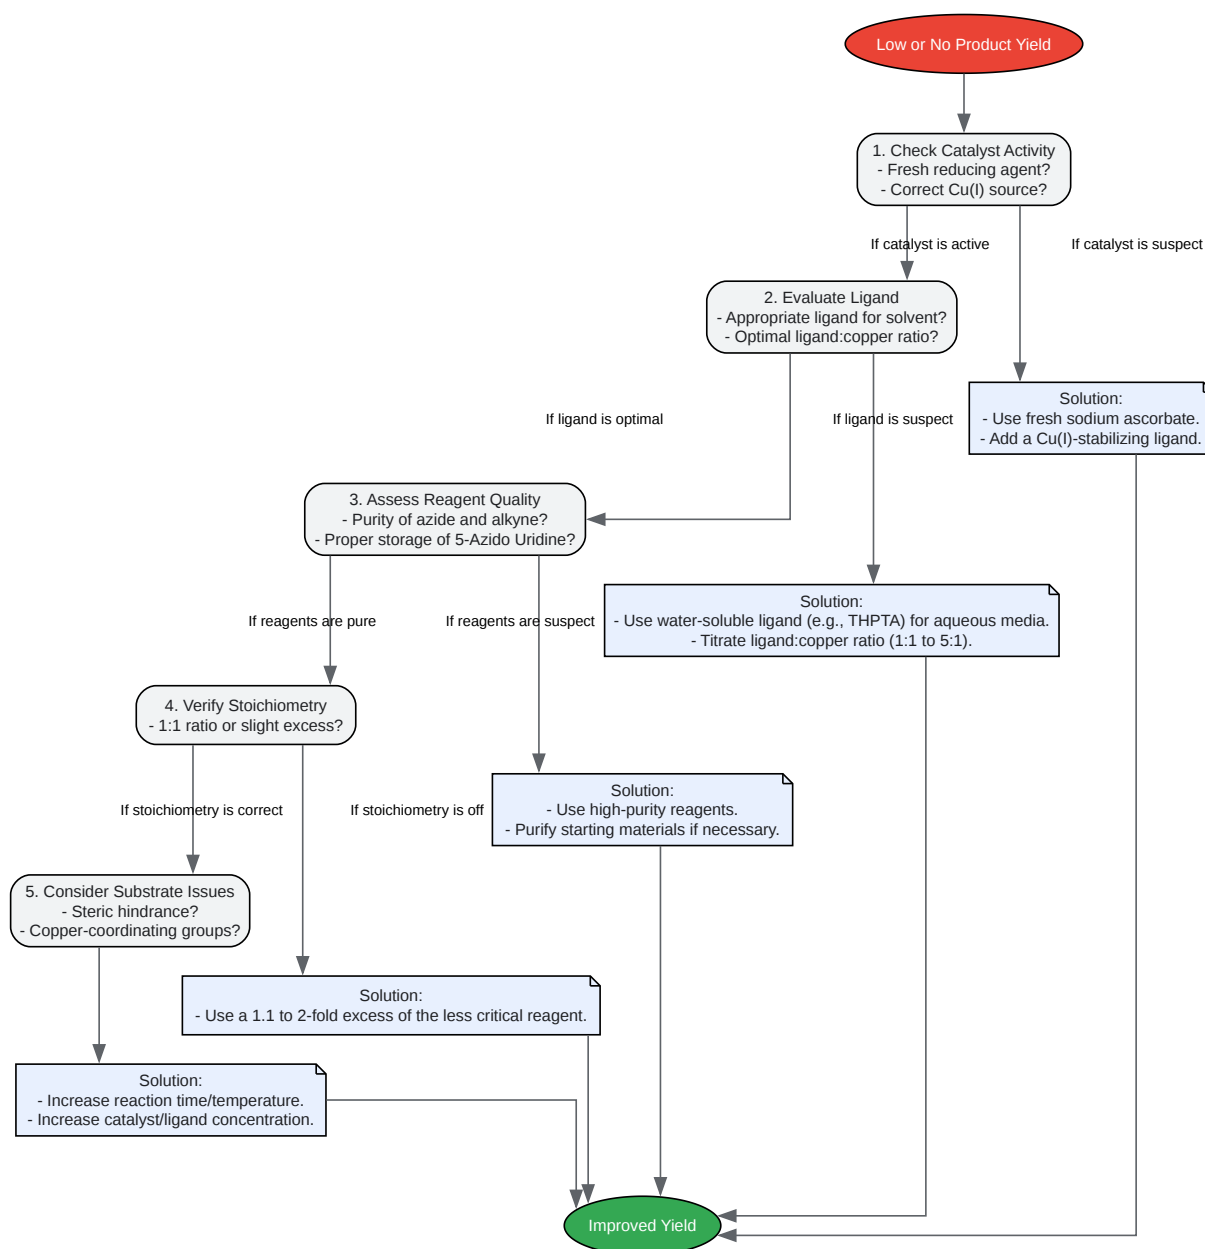 Low or No Product Yield
1. Check Catalyst Activity
- Fresh reducing agent?
- Correct Cu(I) source?
If catalyst is active
If catalyst is suspect
2. Evaluate Ligand
- Appropriate ligand for solvent?
- Optimal ligand:copper ratio?
Solution:
- Use fresh sodium ascorbate.
- Add a Cu(I)-stabilizing ligand.
If ligand is optimal
If ligand is suspect
3. Assess Reagent Quality
- Purity of azide and alkyne?
- Proper storage of 5-Azido Uridine?
Solution:
- Use water-soluble ligand (e.g., THPTA) for aqueous media.
- Titrate ligand:copper ratio (1:1 to 5:1).
If reagents are pure
If reagents are suspect
4. Verify Stoichiometry
- 1:1 ratio or slight excess?
Solution:
- Use high-purity reagents.
- Purify starting materials if necessary.
If stoichiometry is correct
If stoichiometry is off
5. Consider Substrate Issues
- Steric hindrance?
- Copper-coordinating groups?
Solution:
- Use a 1.1 to 2-fold excess of the less critical reagent.
Solution:
- Increase reaction time/temperature.
- Increase catalyst/ligand concentration.
Improved Yield